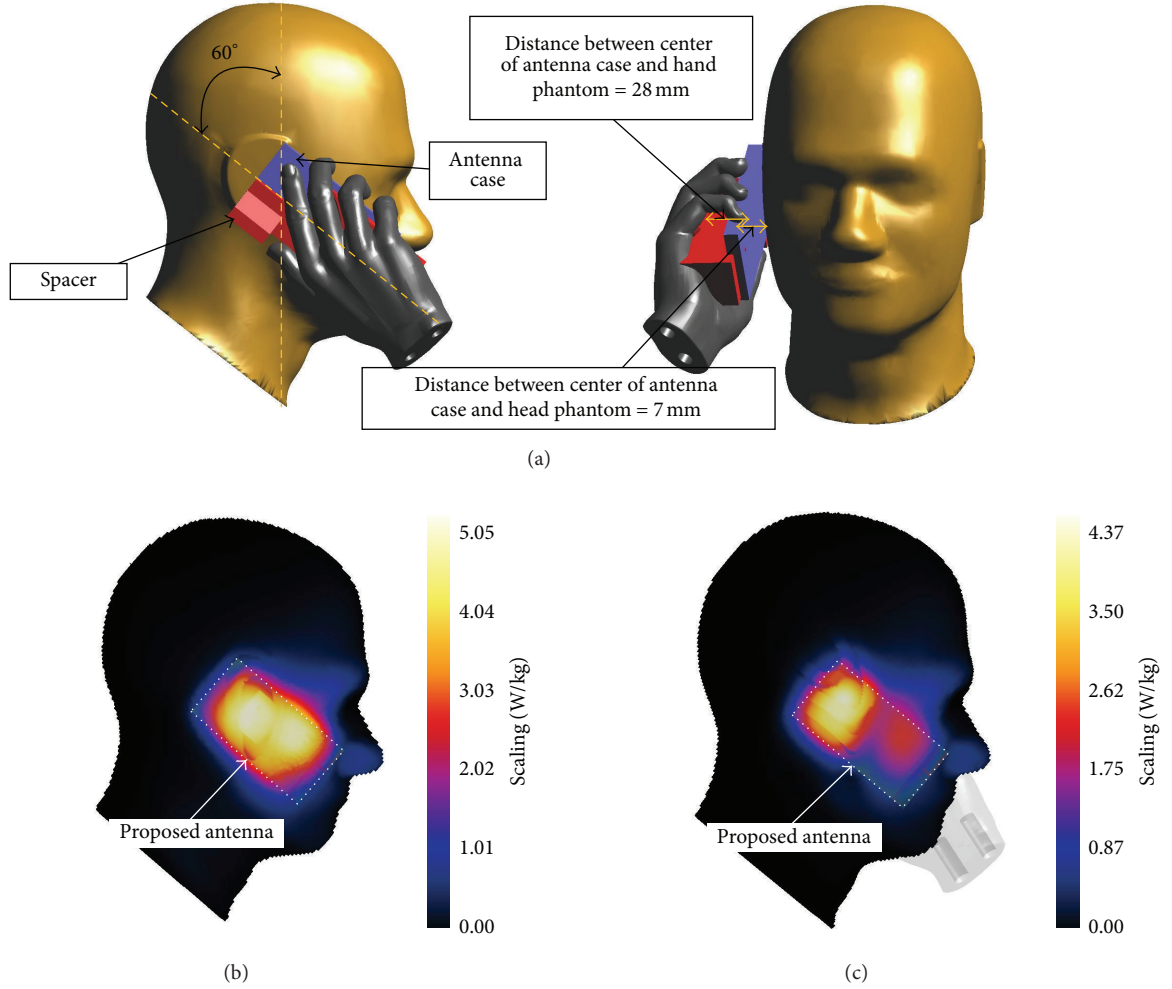 60°
Distance between center
of antenna case and hand
phantom = 28 mm
Antenna
case
Spacer
Distance between center of antenna
case and head phantom = 7 mm
(a)
5.05
4.04
3.03
2.02
1.01
0.00
Scaling (W/kg)
Proposed antenna
(b)
4.37
3.50
2.62
1.75
0.87
0.00
Scaling (W/kg)
Proposed antenna
(c)